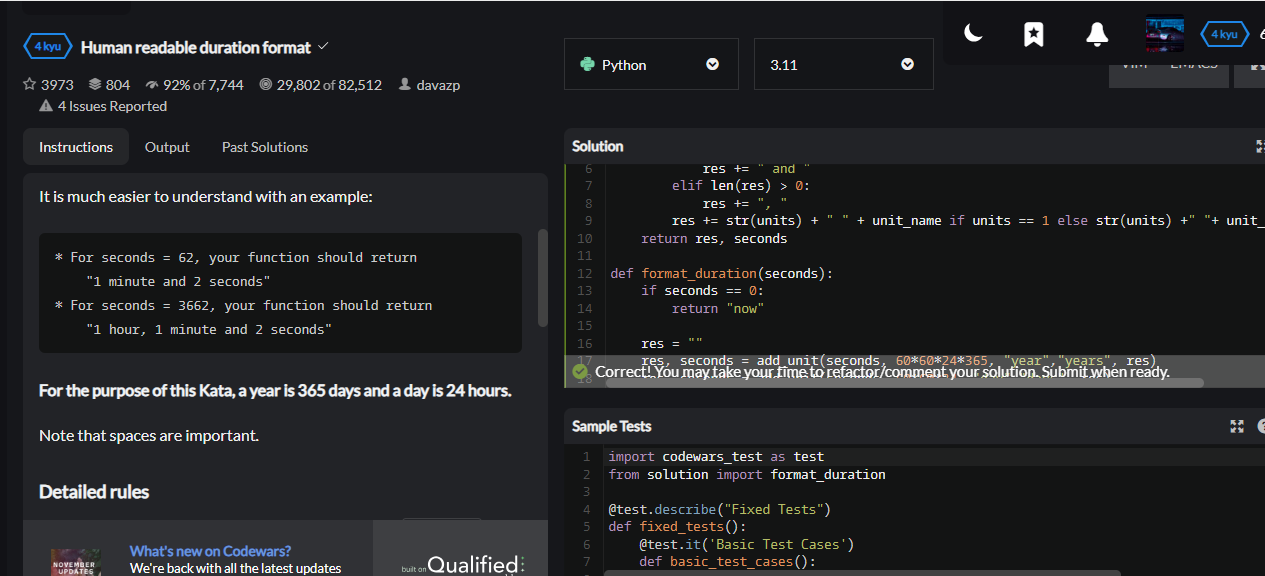 4 kyu Human readable duration format
3973 804 92% of 7,744 29,802 of 82,512 davazp
4 Issues Reported
Instructions Output Past Solutions
It is much easier to understand with an example:
* For seconds = 62, your function should return
"1 minute and 2 seconds"
* For seconds = 3662, your function should return
"1 hour, 1 minute and 2 seconds"
For the purpose of this Kata, a year is 365 days and a day is 24 hours.
Note that spaces are important.
Detailed rules
NOVEMBER
UPDATES
What's new on Codewars?
We're back with all the latest updates
built on Qualified:
Python 3.11
4 kyu
VIM EMACS
Solution
6 res += " and "
7 elif len(res) > 0:
8 res += ", "
9 res += str(units) + " " + unit_name if units == 1 else str(units) +" "+ unit_
10 return res, seconds
11
12 def format_duration(seconds):
13 if seconds == 0:
14 return "now"
15
16 res = ""
17 res, seconds = add_unit(seconds, 60*60*24*365, "year","years", res)
18
Correct! You may take your time to refactor/comment your solution. Submit when ready.
Sample Tests
1 import codewars_test as test
2 from solution import format_duration
3
4 @test.describe("Fixed Tests")
5 def fixed_tests():
6 @test.it('Basic Test Cases')
7 def basic_test_cases():